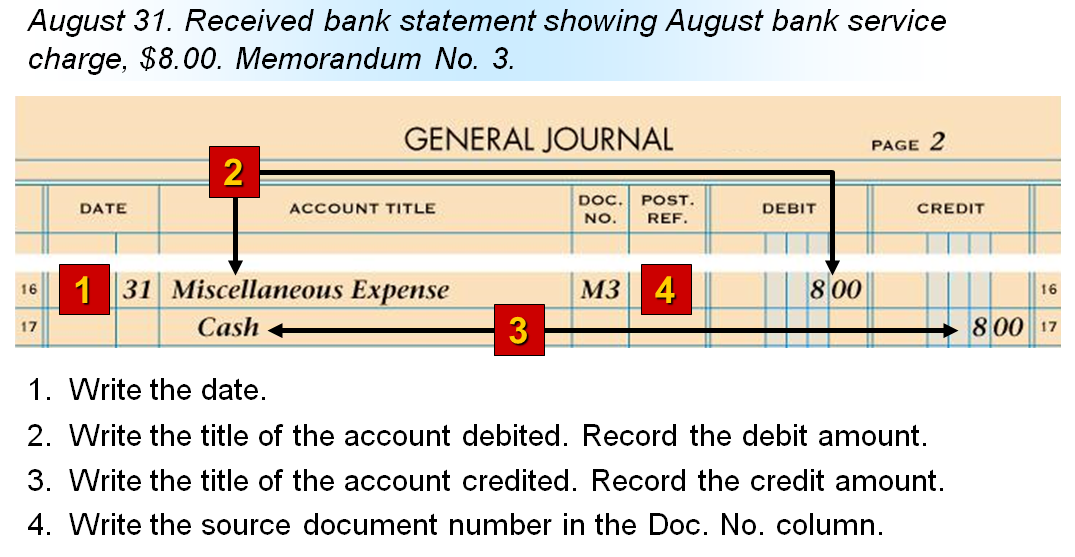 August 31. Received bank statement showing August bank service
charge, $8.00. Memorandum No. 3.
GENERAL JOURNAL PAGE 2
2
DATE ACCOUNT TITLE DOC. NO. POST. REF. DEBIT CREDIT
16 1 31 Miscellaneous Expense M3 4 8 00 16
17 Cash 3 8 00 17
1. Write the date.
2. Write the title of the account debited. Record the debit amount.
3. Write the title of the account credited. Record the credit amount.
4. Write the source document number in the Doc. No. column.